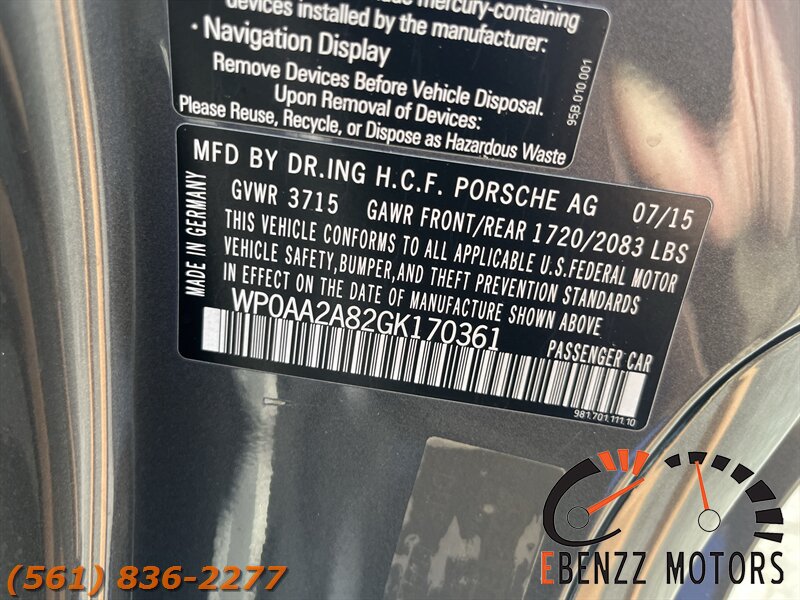 mercury-containing
devices installed by the manufacturer:
· Navigation Display
Remove Devices Before Vehicle Disposal.
Upon Removal of Devices:
Please Reuse, Recycle, or Dispose as Hazardous Waste
95B.010.001
MFD BY DR.ING H.C.F. PORSCHE AG 07/15
GVWR 3715 GAWR FRONT/REAR 1720/2083 LBS
THIS VEHICLE CONFORMS TO ALL APPLICABLE U.S.FEDERAL MOTOR
VEHICLE SAFETY,BUMPER,AND THEFT PREVENTION STANDARDS
IN EFFECT ON THE DATE OF MANUFACTURE SHOWN ABOVE
WP0AA2A82GK170361 PASSENGER CAR
MADE IN GERMANY
981.701.111.10
(561) 836-2277
EBENZZ MOTORS